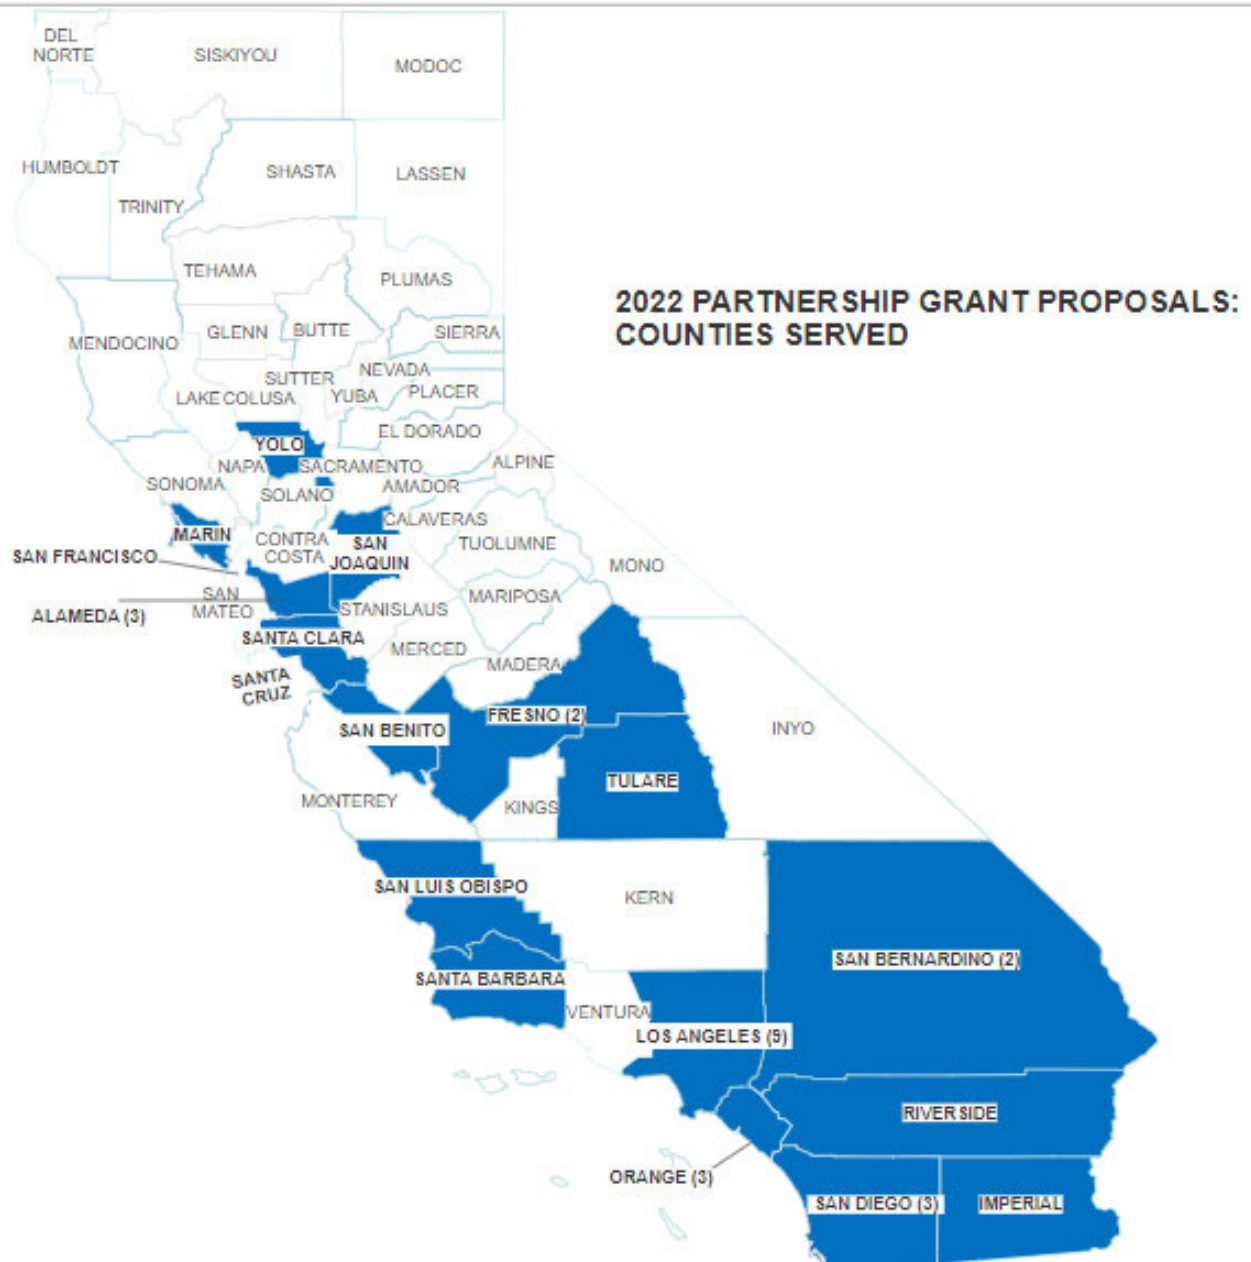 DEL
NORTE
SISKIYOU
MODOC
HUMBOLDT
TRINITY
SHASTA
LASSEN
TEHAMA
PLUMAS
2022 PARTNERSHIP GRANT PROPOSALS:
COUNTIES SERVED
MENDOCINO
GLENN
BUTTE
SIERRA
NEVADA
SUTTER
YUBA
PLACER
LAKE
COLUSA
EL DORADO
YOLO
NAPA
SACRAMENTO
ALPINE
SONOMA
SOLANO
AMADOR
CALAVERAS
MARIN
CONTRA
COSTA
SAN
JOAQUIN
TUOLUMNE
SAN FRANCISCO
MONO
SAN
MATEO
ALAMEDA (3)
STANISLAUS
MARIPOSA
SANTA CLARA
MERCED
MADERA
SANTA
CRUZ
SAN BENITO
FRESNO (2)
INYO
TULARE
MONTEREY
KINGS
SAN LUIS OBISPO
KERN
SAN BERNARDINO (2)
SANTA BARBARA
VENTURA
LOS ANGELES (9)
RIVERSIDE
ORANGE (3)
SAN DIEGO (3)
IMPERIAL